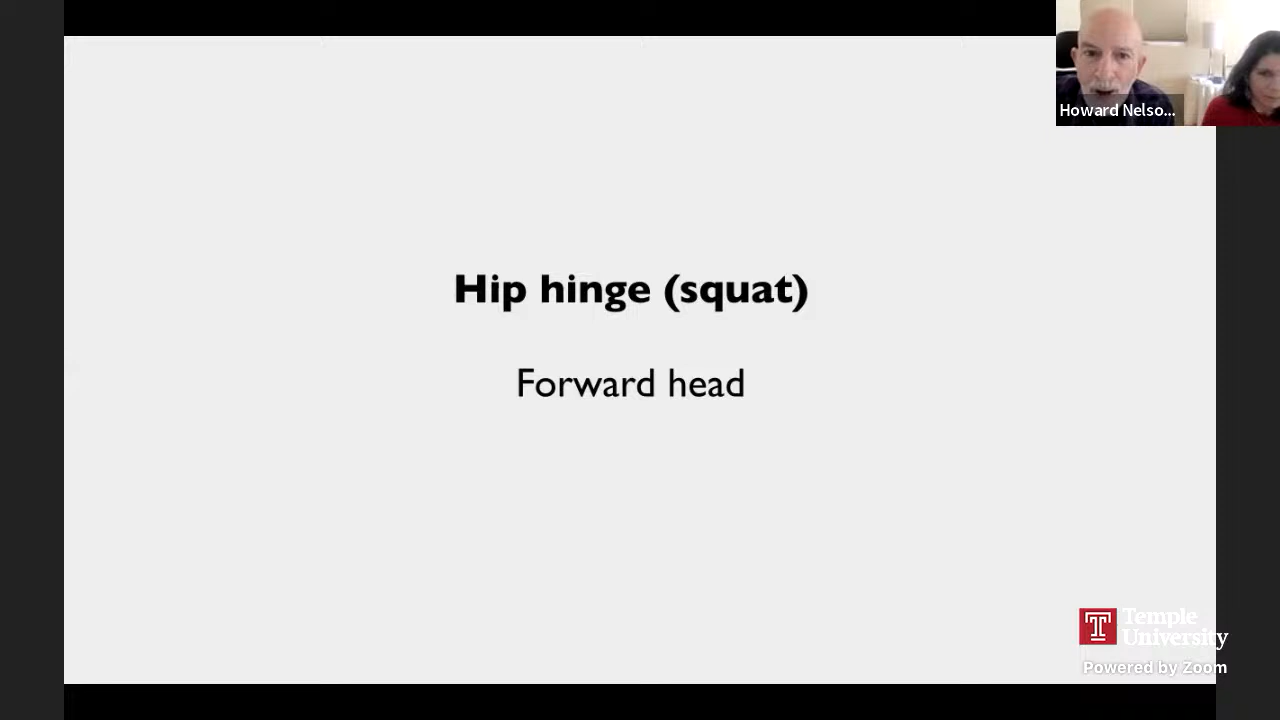 Howard Nelso...
Hip hinge (squat)
Forward head
Temple
University
Powered by Zoom